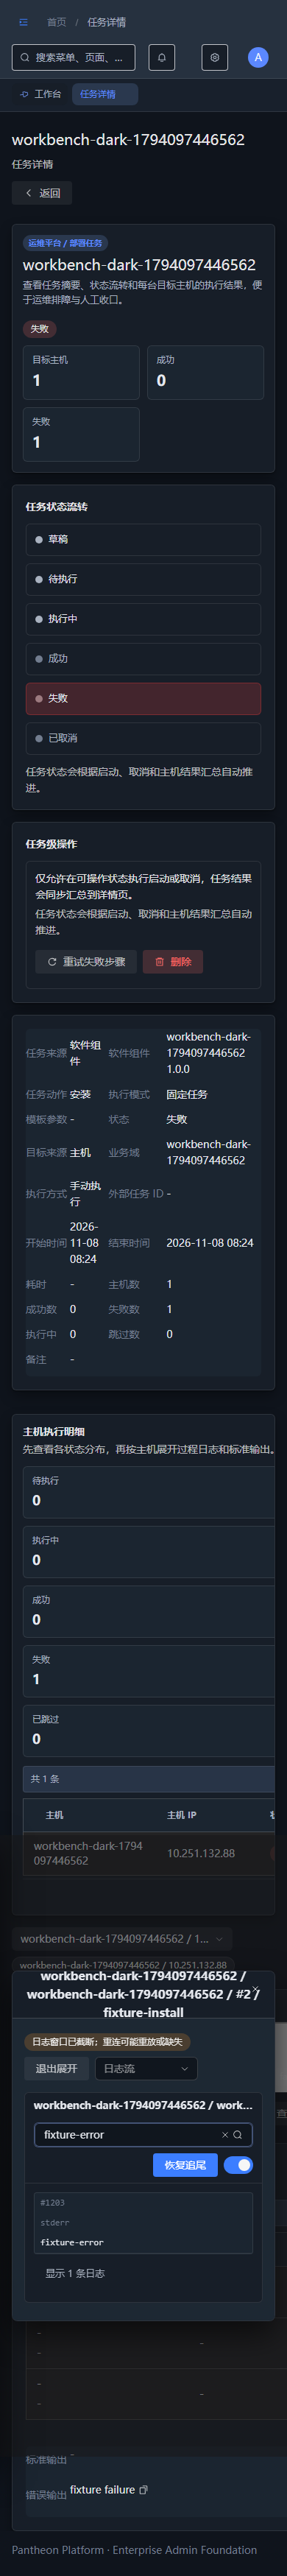 首页 / 任务详情
搜索菜单、页面、...
A
工作台 任务详情
workbench-dark-1794097446562
任务详情
返回
运维平台 / 部署任务
workbench-dark-1794097446562
查看任务摘要、状态流转和每台目标主机的执行结果，便
于运维排障与人工收口。
失败
目标主机 成功
1 0
失败
1
任务状态流转
草稿
待执行
执行中
成功
失败
已取消
任务状态会根据启动、取消和主机结果汇总自动推
进。
任务级操作
仅允许在可操作状态执行启动或取消，任务结果
会同步汇总到详情页。
任务状态会根据启动、取消和主机结果汇总自动
推进。
重试失败步骤 删除
任务来源 软件组件 软件组件 workbench-dark-1794097446562 1.0.0
任务动作 安装 执行模式 固定任务
模板参数 - 状态 失败
目标来源 主机 业务域 workbench-dark-1794097446562
执行方式 手动执行 外部任务 ID -
开始时间 2026-11-08 08:24 结束时间 2026-11-08 08:24
耗时 - 主机数 1
成功数 0 失败数 1
执行中 0 跳过数 0
备注 -
主机执行明细
先查看各状态分布，再按主机展开过程日志和标准输出。
待执行
0
执行中
0
成功
0
失败
1
已跳过
0
共 1 条
主机 主机 IP
workbench-dark-1794
097446562 10.251.132.88
workbench-dark-1794097446562 / 1...
workbench-dark-1794097446562 / 10.251.132.88
workbench-dark-1794097446562 /
workbench-dark-1794097446562 / #2 /
fixture-install
日志窗口已截断；重连可能重放或缺失
退出展开 日志流
workbench-dark-1794097446562 / work...
fixture-error
恢复追尾
#1203
stderr
fixture-error
显示 1 条日志
-
- -
-
- -
标准输出 -
错误输出 fixture failure
Pantheon Platform · Enterprise Admin Foundation